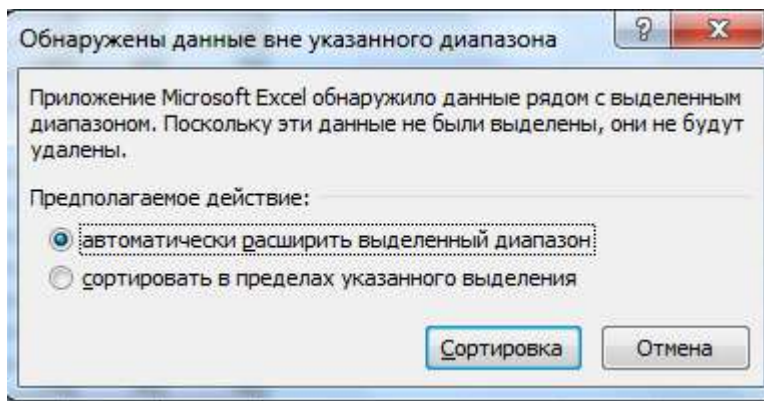 Обнаружены данные вне указанного диапазона
Приложение Microsoft Excel обнаружило данные рядом с выделенным
диапазоном. Поскольку эти данные не были выделены, они не будут
удалены.
Предполагаемое действие:
автоматически расширить выделенный диапазон
сортировать в пределах указанного выделения
Сортировка Отмена